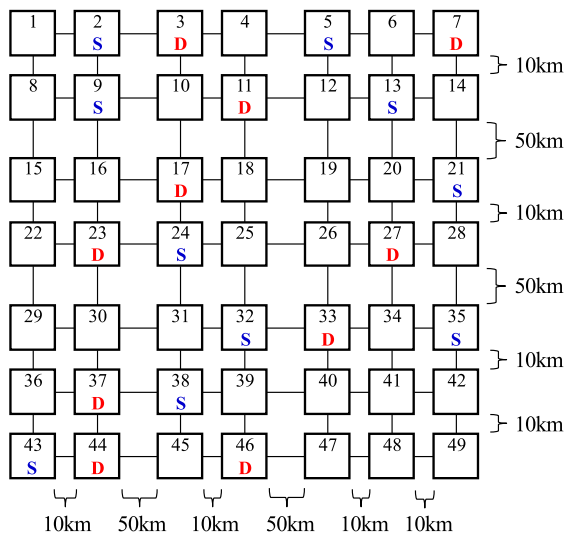 1 2 3 4 5 6 7
S D S D
10km
8 9 10 11 12 13 14
S D S
50km
15 16 17 18 19 20 21
D S
10km
22 23 24 25 26 27 28
D S D
50km
29 30 31 32 33 34 35
S D S
10km
36 37 38 39 40 41 42
D S
10km
43 44 45 46 47 48 49
S D D
10km 50km 10km 50km 10km 10km